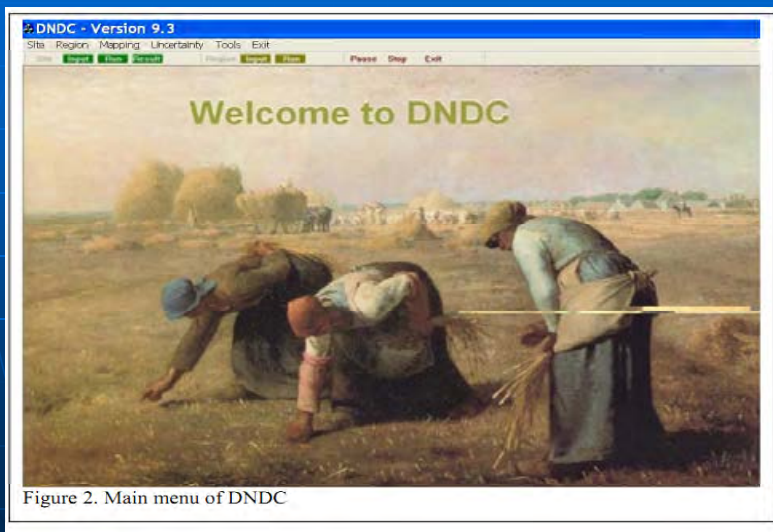 DNDC - Version 9.3
Site Region Mapping Uncertainty Tools Exit
Site Input Run Result Region Input Run Pause Stop Exit
Welcome to DNDC
Figure 2. Main menu of DNDC